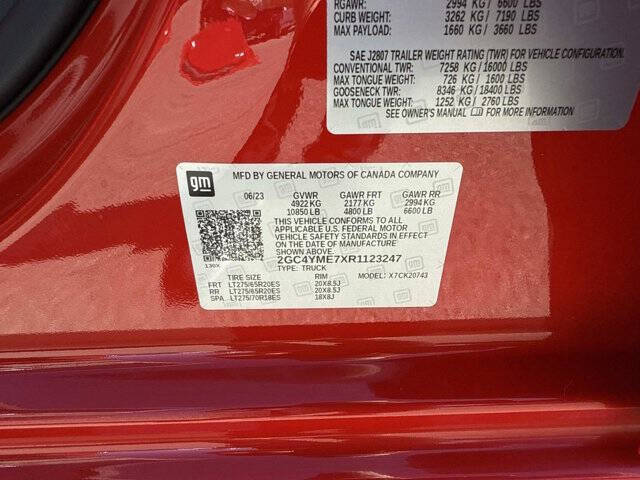 RGAWR: 2994 KG / 6600 LBS
CURB WEIGHT: 3262 KG / 7190 LBS
MAX PAYLOAD: 1660 KG / 3660 LBS
SAE J2807 TRAILER WEIGHT RATING (TWR) FOR VEHICLE CONFIGURATION.
CONVENTIONAL TWR: 7258 KG/16000 LBS
MAX TONGUE WEIGHT: 726 KG / 1600 LBS
GOOSENECK TWR: 8346 KG/18400 LBS
MAX TONGUE WEIGHT: 1252 KG / 2760 LBS
SEE OWNER'S MANUAL FOR MORE INFORMATION.
gm
MFD BY GENERAL MOTORS OF CANADA COMPANY
06/23 GVWR GAWR FRT GAWR RR
4922 KG 2177 KG 2994 KG
10850 LB 4800 LB 6600 LB
THIS VEHICLE CONFORMS TO ALL
APPLICABLE U.S. FEDERAL MOTOR
VEHICLE SAFETY STANDARDS IN EFFECT
ON THE DATE OF MANUFACTURE
SHOWN ABOVE.
2GC4YME7XR1123247
TYPE: TRUCK MODEL: X7CK20743
TIRE SIZE RIM
FRT LT275/65R20ES 20X8.5J
RR LT275/65R20ES 20X8.5J
SPA LT275/70R18ES 18X8J